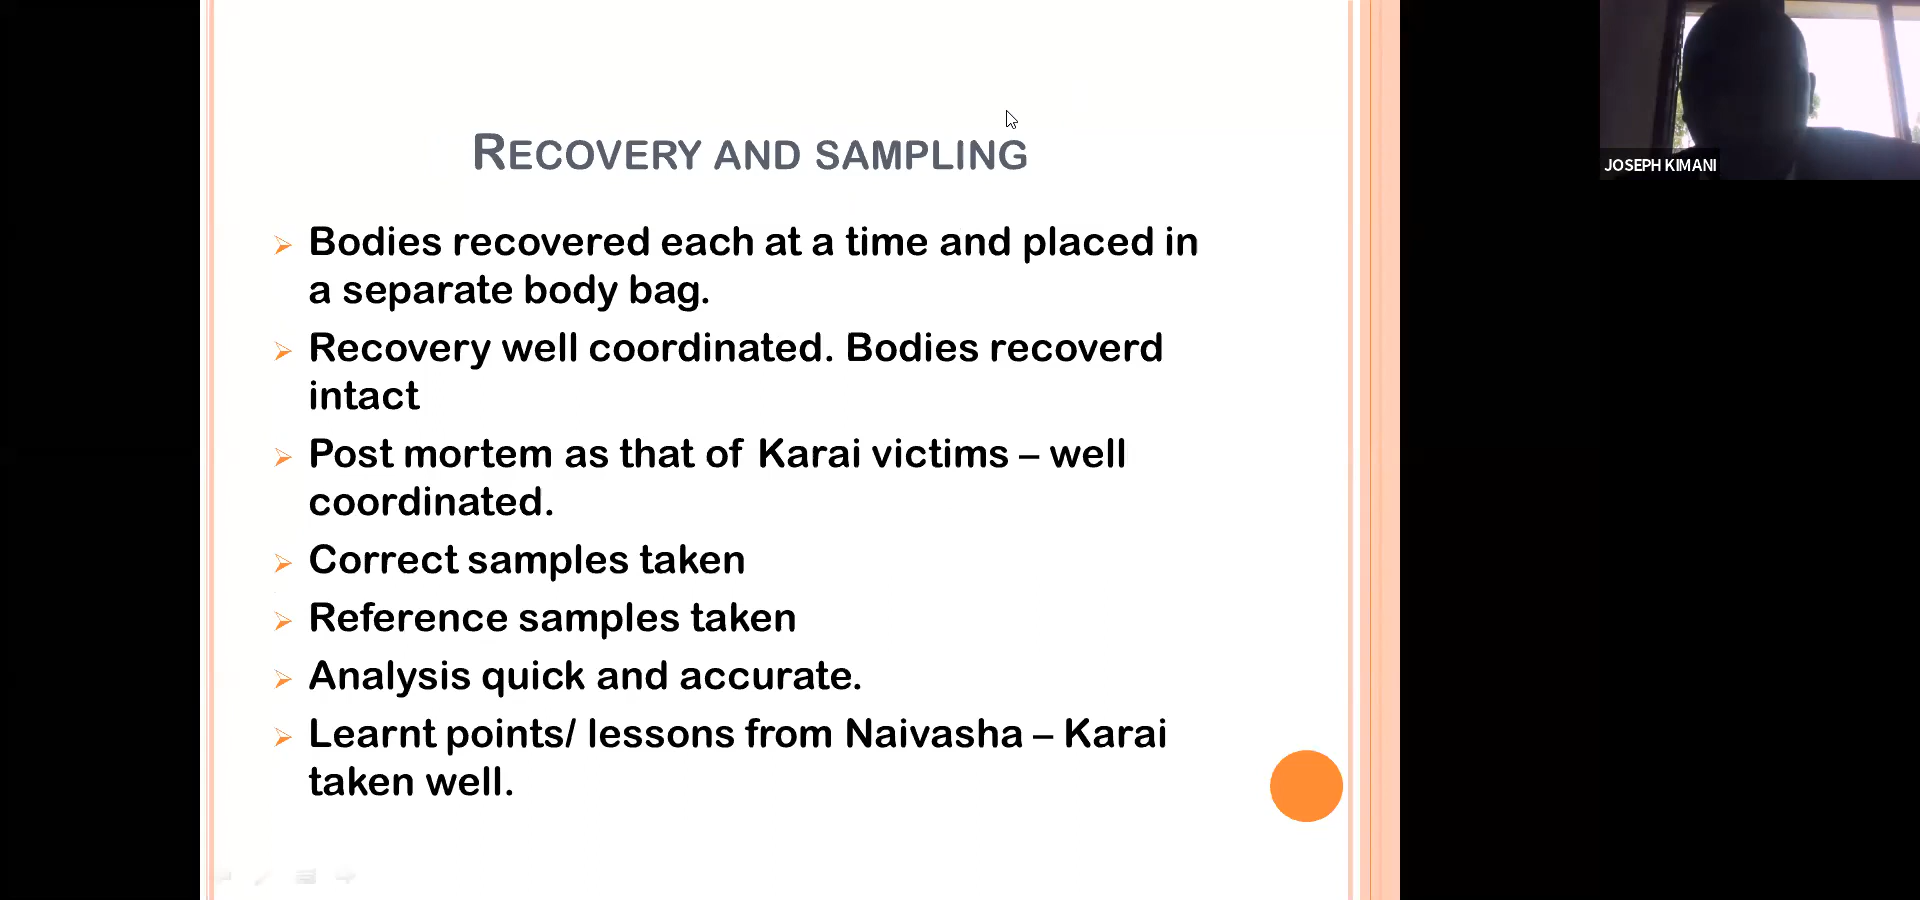 RECOVERY AND SAMPLING
Bodies recovered each at a time and placed in
a separate body bag.
Recovery well coordinated. Bodies recoverd
intact
Post mortem as that of Karai victims – well
coordinated.
Correct samples taken
Reference samples taken
Analysis quick and accurate.
Learnt points/ lessons from Naivasha – Karai
taken well.
JOSEPH KIMANI